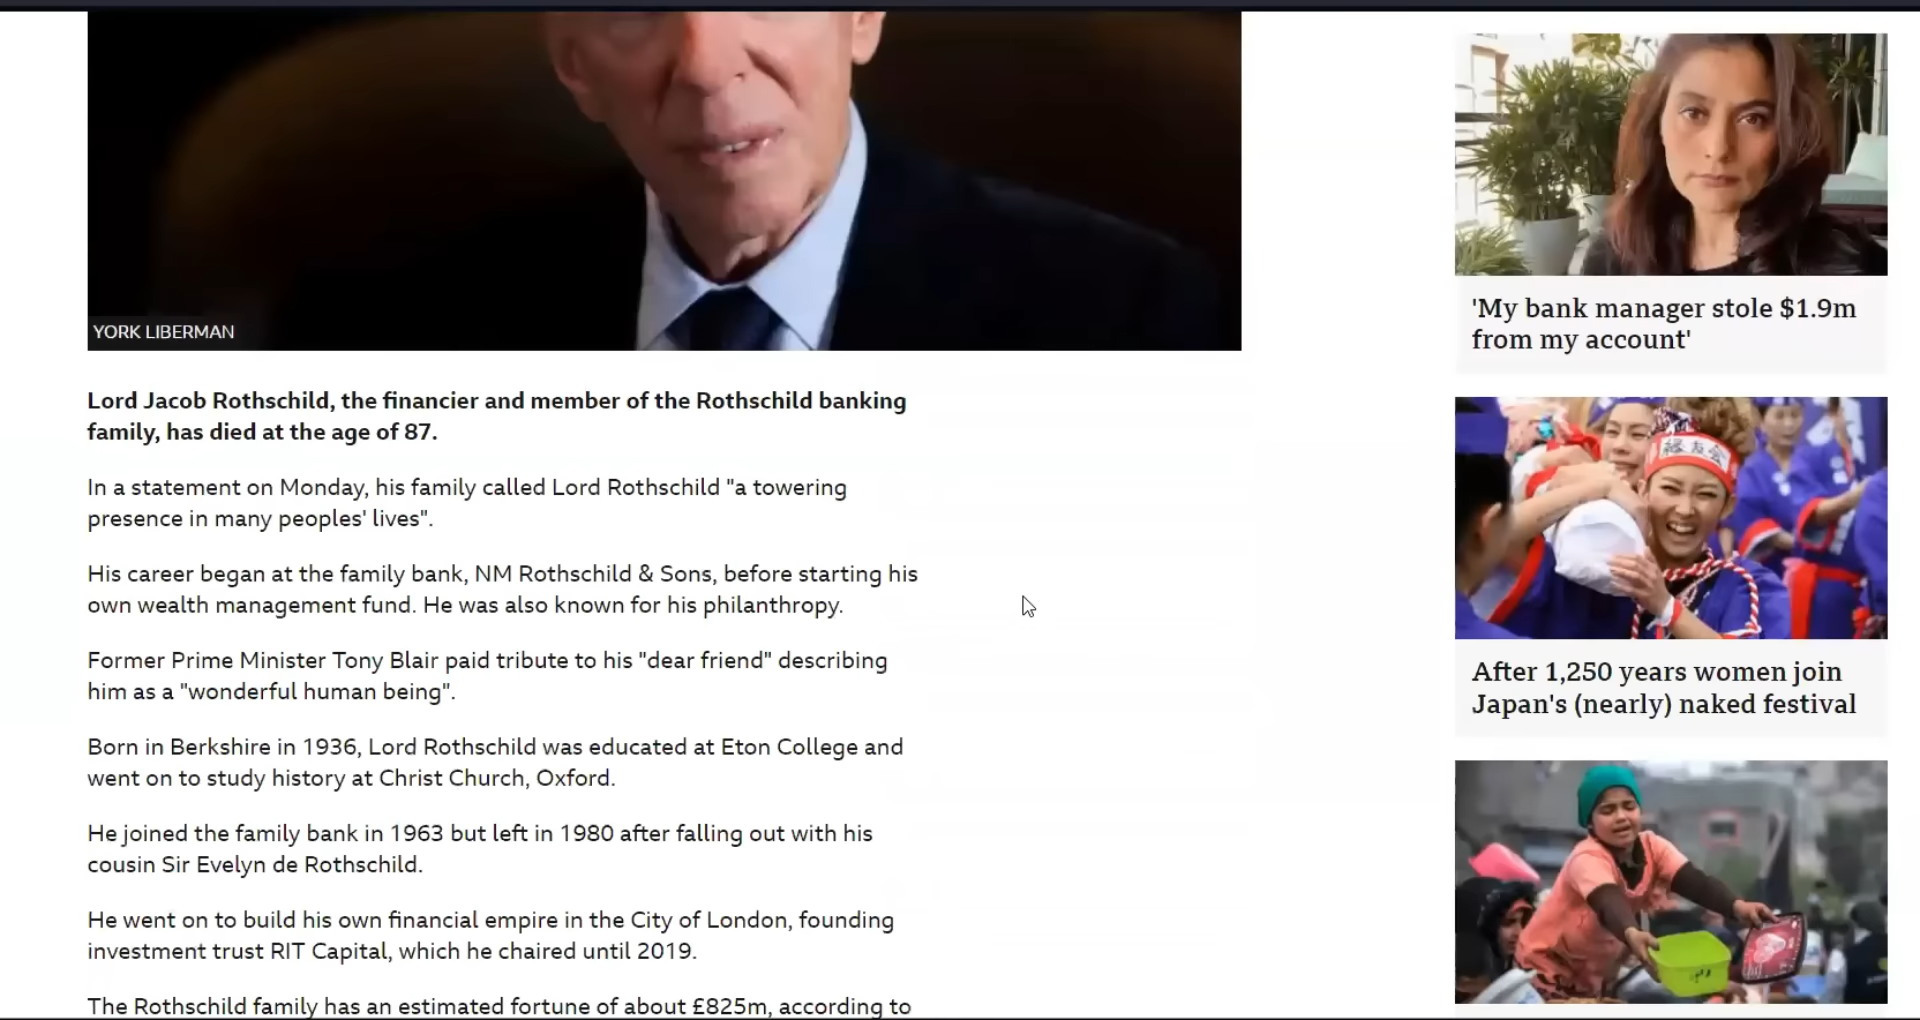 YORK LIBERMAN
Lord Jacob Rothschild, the financier and member of the Rothschild banking
family, has died at the age of 87.
In a statement on Monday, his family called Lord Rothschild "a towering
presence in many peoples' lives".
His career began at the family bank, NM Rothschild & Sons, before starting his
own wealth management fund. He was also known for his philanthropy.
Former Prime Minister Tony Blair paid tribute to his "dear friend" describing
him as a "wonderful human being".
Born in Berkshire in 1936, Lord Rothschild was educated at Eton College and
went on to study history at Christ Church, Oxford.
He joined the family bank in 1963 but left in 1980 after falling out with his
cousin Sir Evelyn de Rothschild.
He went on to build his own financial empire in the City of London, founding
investment trust RIT Capital, which he chaired until 2019.
The Rothschild family has an estimated fortune of about £825m, according to
'My bank manager stole $1.9m
from my account'
After 1,250 years women join
Japan's (nearly) naked festival